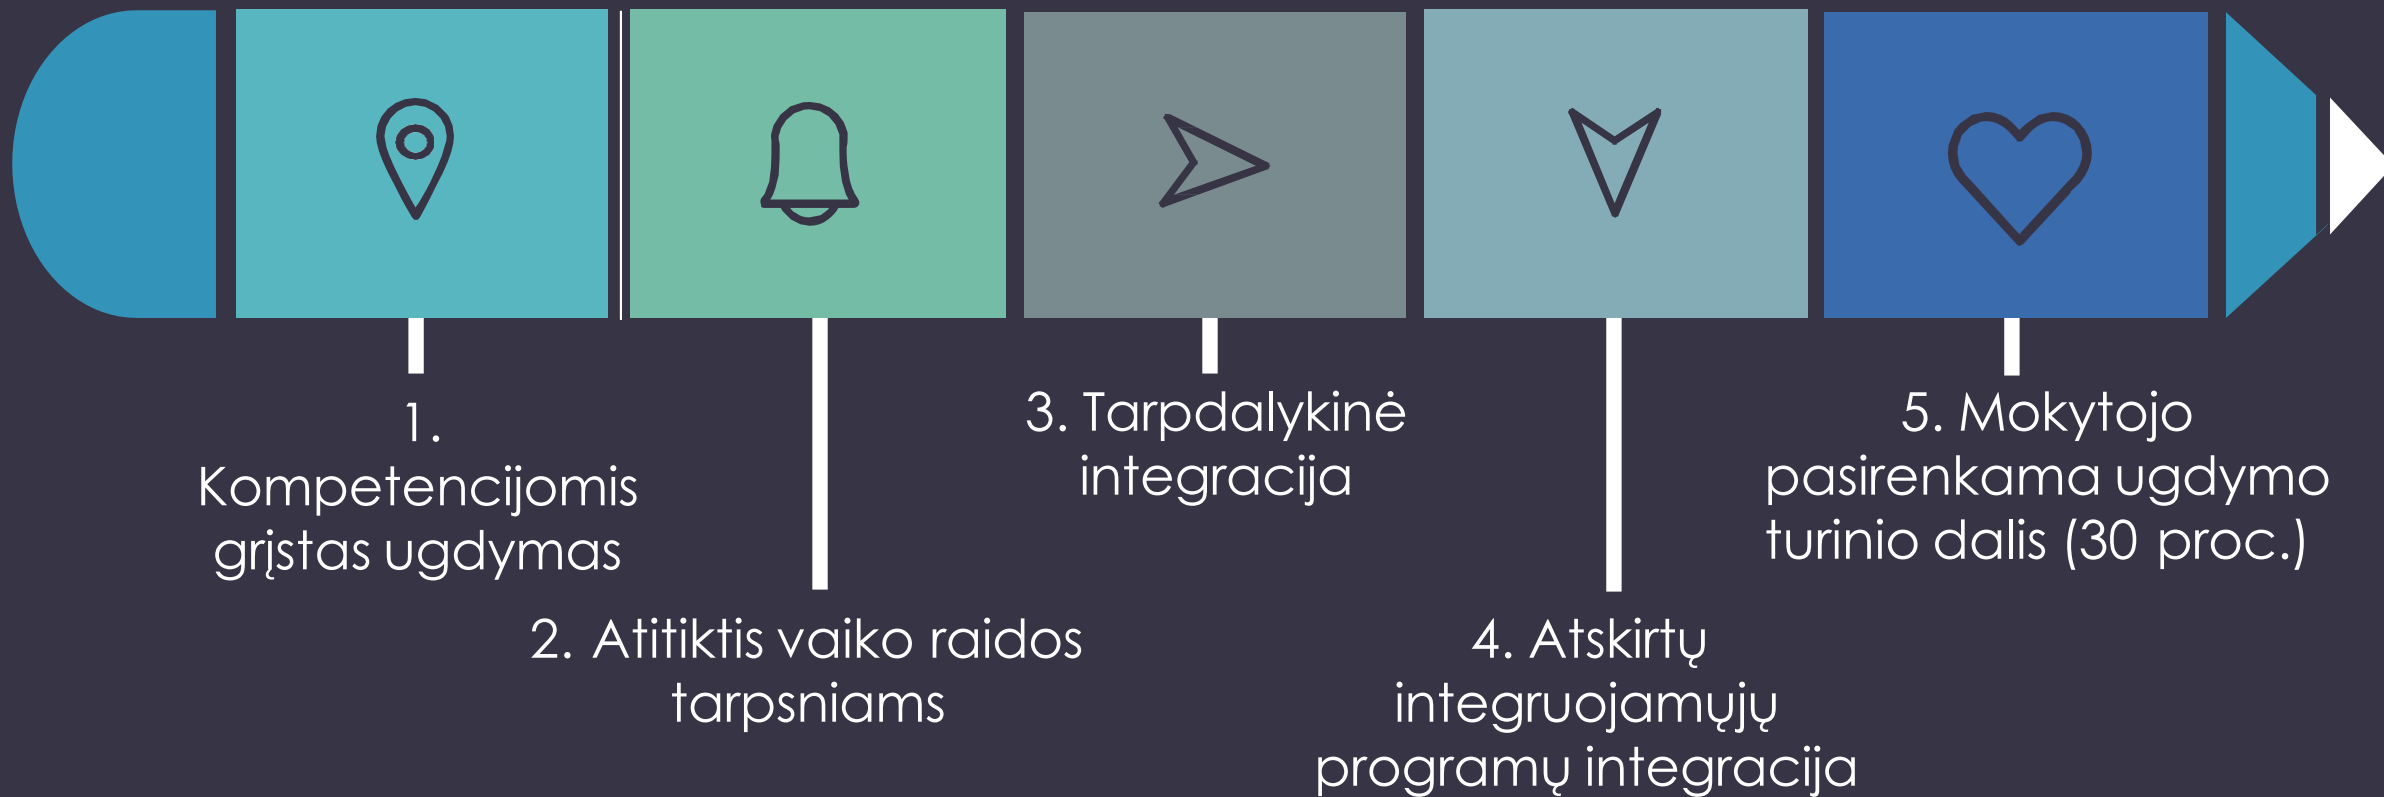 1.
Kompetencijomis
grįstas ugdymas
2. Atitiktis vaiko raidos
tarpsniams
3. Tarpdalykinė
integracija
4. Atskirtų
integruojamųjų
programų integracija
5. Mokytojo
pasirenkama ugdymo
turinio dalis (30 proc.)